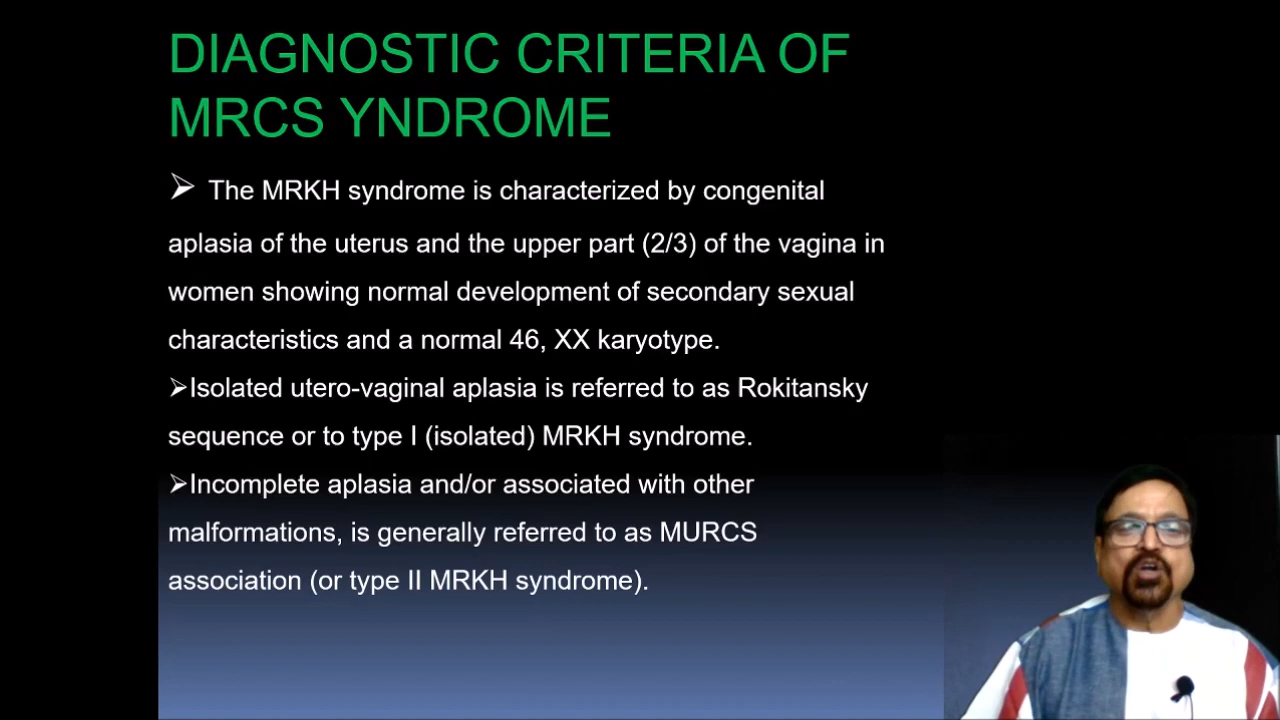 DIAGNOSTIC CRITERIA OF
MRCS YNDROME
➢ The MRKH syndrome is characterized by congenital
aplasia of the uterus and the upper part (2/3) of the vagina in
women showing normal development of secondary sexual
characteristics and a normal 46, XX karyotype.
➢Isolated utero-vaginal aplasia is referred to as Rokitansky
sequence or to type I (isolated) MRKH syndrome.
➢Incomplete aplasia and/or associated with other
malformations, is generally referred to as MURCS
association (or type II MRKH syndrome).